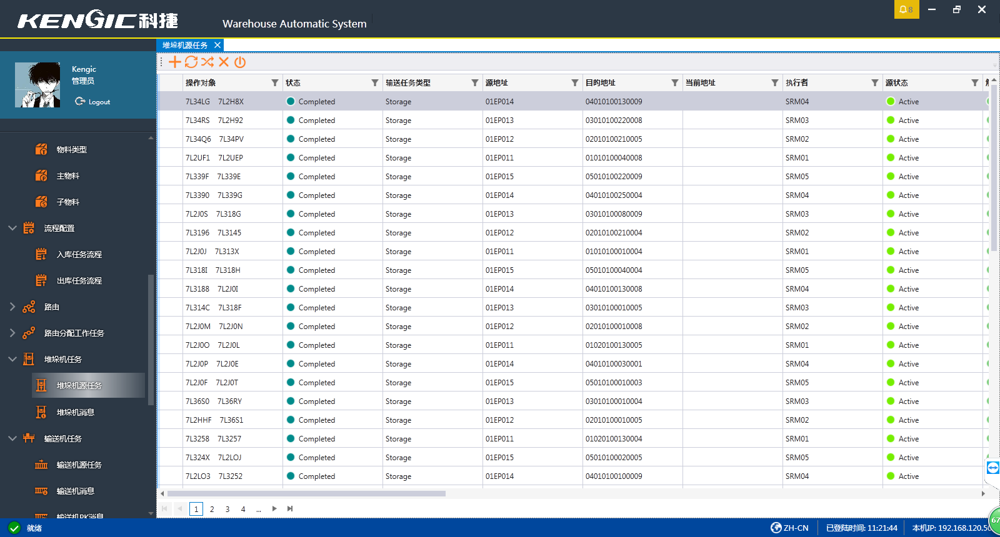 KENGIC科捷
Warehouse Automatic System
8
Kengic
管理员
Logout
物料类型
主物料
子物料
流程配置
入库任务流程
出库任务流程
路由
路由分配工作任务
堆垛机任务
堆垛机源任务
堆垛机消息
输送机任务
输送机源任务
输送机消息
输送机PK消息
堆垛机源任务
操作对象 状态 输送任务类型 源地址 目的地址 当前地址 执行者 源状态
7L34LG 7L2H8X Completed Storage 01EP014 04010100130009 SRM04 Active
7L34RS 7L2H92 Completed Storage 01EP013 03010100220008 SRM03 Active
7L34Q6 7L34PV Completed Storage 01EP012 02010100210005 SRM02 Active
7L2UF1 7L2UEP Completed Storage 01EP011 01010100040008 SRM01 Active
7L339F 7L339E Completed Storage 01EP015 05010100220009 SRM05 Active
7L3390 7L339G Completed Storage 01EP014 04010100250004 SRM04 Active
7L2J0S 7L318G Completed Storage 01EP013 03010100080009 SRM03 Active
7L3196 7L3145 Completed Storage 01EP012 02010100210004 SRM02 Active
7L2J0J 7L313X Completed Storage 01EP011 01010100010004 SRM01 Active
7L318I 7L318H Completed Storage 01EP015 05010100040004 SRM05 Active
7L3188 7L2J0I Completed Storage 01EP014 04010100130008 SRM04 Active
7L314C 7L318F Completed Storage 01EP013 03010100010005 SRM03 Active
7L2J0M 7L2J0N Completed Storage 01EP012 02010100010008 SRM02 Active
7L2J0O 7L2J0L Completed Storage 01EP011 01020100130005 SRM01 Active
7L2J0P 7L2J0E Completed Storage 01EP014 04010100030001 SRM04 Active
7L2J0F 7L2J0T Completed Storage 01EP015 05010100010003 SRM05 Active
7L36S0 7L36RY Completed Storage 01EP013 03010100010004 SRM03 Active
7L2HHF 7L36S1 Completed Storage 01EP012 02010100010005 SRM02 Active
7L3258 7L3257 Completed Storage 01EP011 01020100130004 SRM01 Active
7L324X 7L2LOJ Completed Storage 01EP015 05010100020005 SRM05 Active
7L2LO3 7L3252 Completed Storage 01EP014 04010100100009 SRM04 Active
1 2 3 4 ...
67
就绪
ZH-CN
已登陆时间: 11:21:44
本机IP: 192.168.120.50